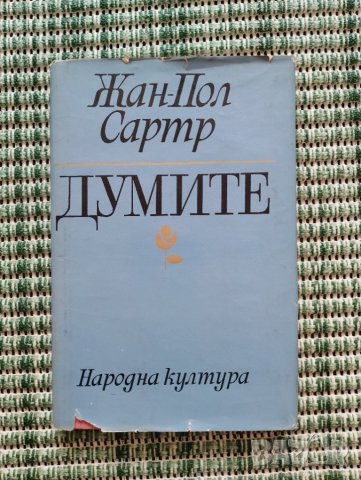 Жан-Пол
Сартр
ДУМИТЕ
Народна култура